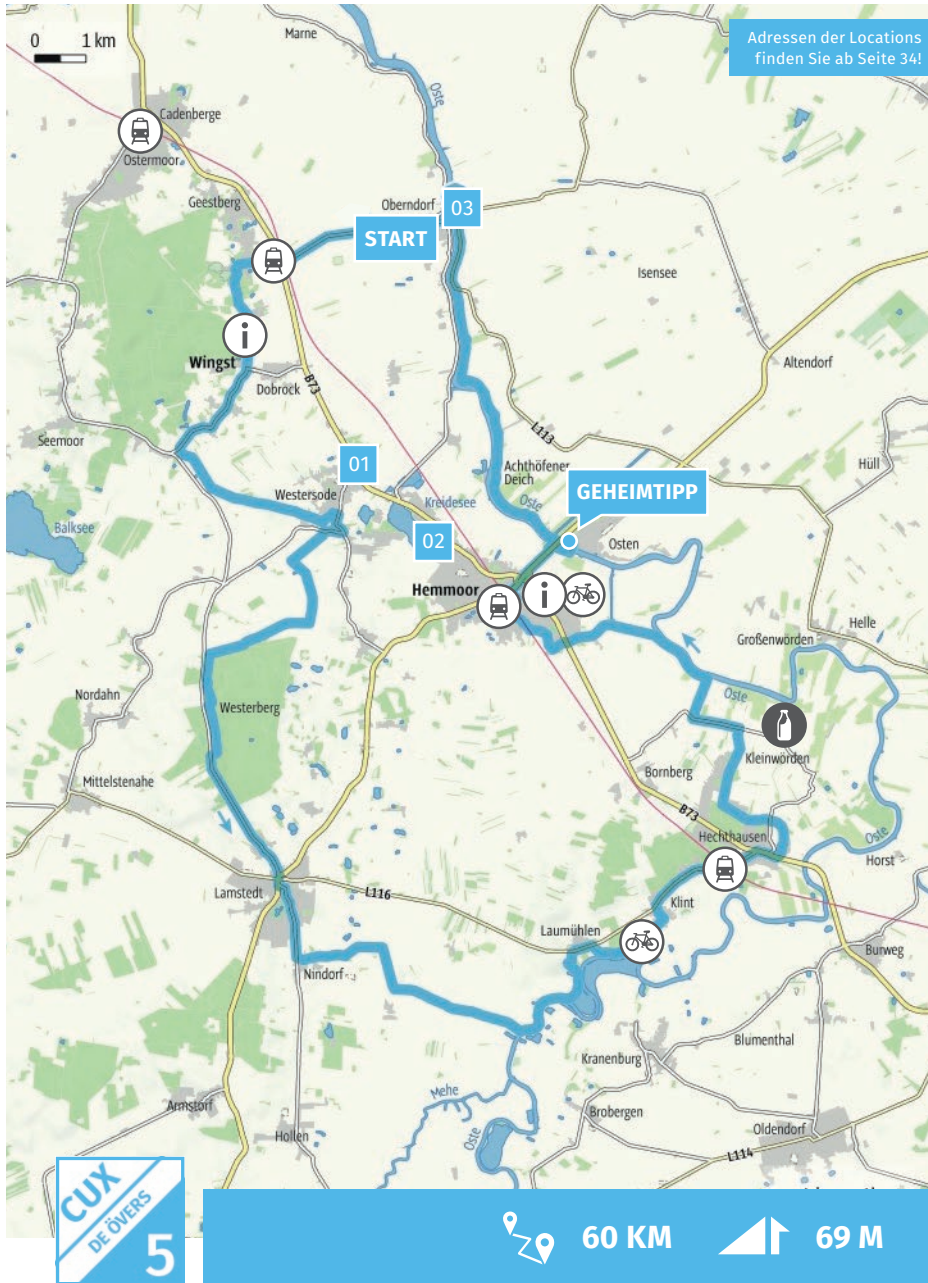 0 1 km
Marne
Adressen der Locations
finden Sie ab Seite 34!
Oste
Cadenberge
Ostermoor
Geestberg
Oberndorf
03
START
Isensee
Wingst
Dobrock
B73
Altendorf
L113
Seemoor
01
Achthöfener
Deich
Hüll
Westersode
Kreidesee
Oste
GEHEIMTIPP
Balksee
02
Osten
Hemmoor
Großenwörden
Helle
Nordahn
Westerberg
Oste
Kleinwörden
Mittelstenahe
Bornberg
B73
Hechthausen
Oste
Horst
Lamstedt
L116
Klint
Laumühlen
Burweg
Nindorf
Blumenthal
Kranenburg
Mehe
Armstorf
Brobergen
Oste
Oldendorf
Hollen
L114
CUX
DE ÖVERS
5
60 KM
69 M